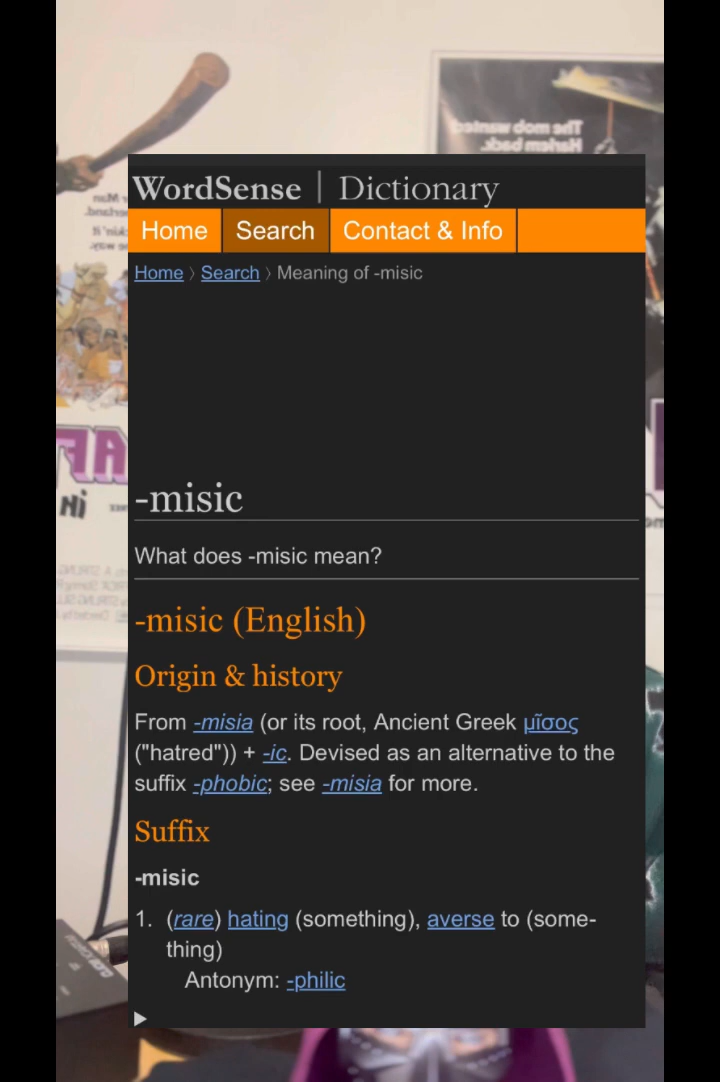 The mob wanted
Harlem back.
WordSense | Dictionary
Home Search Contact & Info
Home 〉 Search 〉 Meaning of -misic
-misic
What does -misic mean?
-misic (English)
Origin & history
From -misia (or its root, Ancient Greek μῖσος
("hatred")) + -ic. Devised as an alternative to the
suffix -phobic; see -misia for more.
Suffix
-misic
1. (rare) hating (something), averse to (some-
thing)
Antonym: -philic